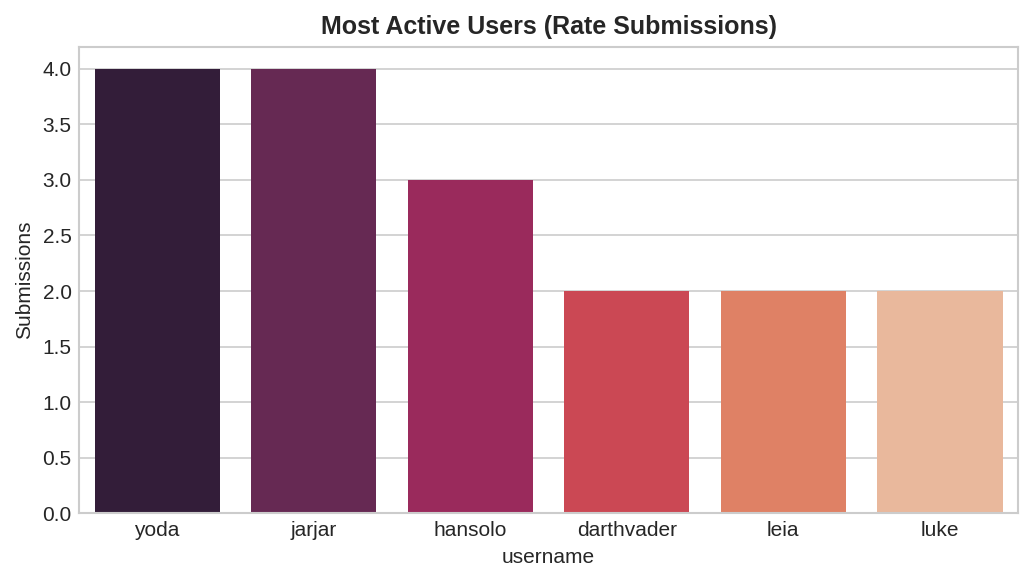 Most Active Users (Rate Submissions)
Submissions
4.0
3.5
3.0
2.5
2.0
1.5
1.0
0.5
0.0
yoda jarjar hansolo darthvader leia luke
username